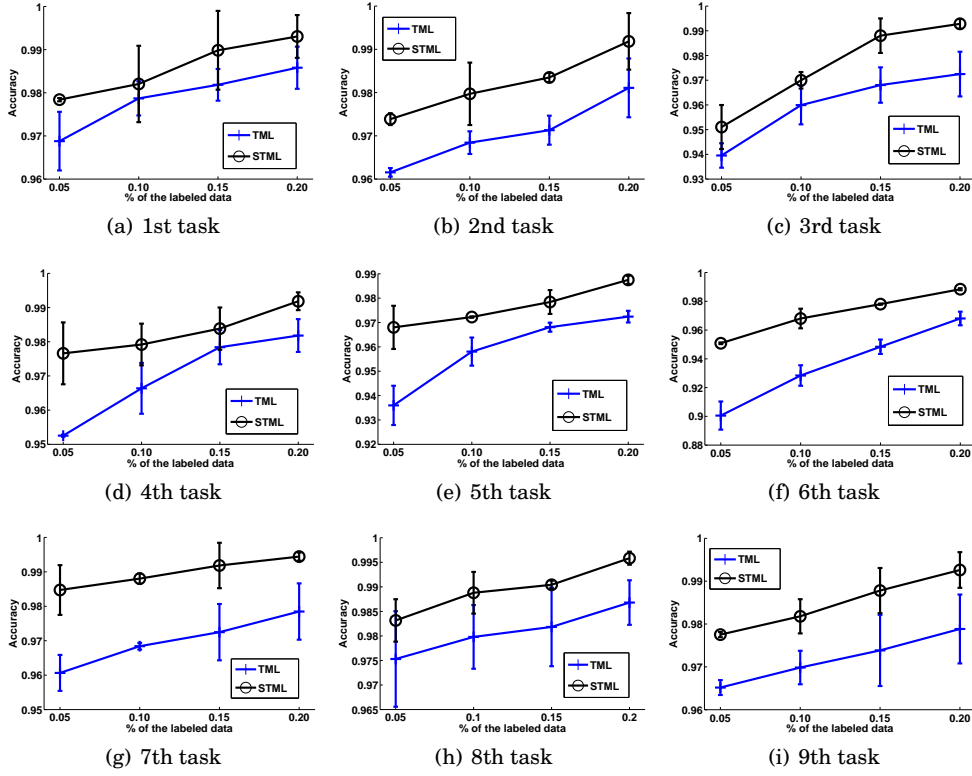 1
0.99
0.98
0.97
0.96
Accuracy
0.05 0.10 0.15 0.20
% of the labeled data
TML
STML
(a) 1st task
1
0.99
0.98
0.97
0.96
Accuracy
0.05 0.10 0.15 0.20
% of the labeled data
TML
STML
(b) 2nd task
1
0.99
0.98
0.97
0.96
0.95
0.94
0.93
Accuracy
0.05 0.10 0.15 0.20
% of the labeled data
TML
STML
(c) 3rd task
1
0.99
0.98
0.97
0.96
0.95
Accuracy
0.05 0.10 0.15 0.20
% of the labeled data
TML
STML
(d) 4th task
0.99
0.98
0.97
0.96
0.95
0.94
0.93
0.92
Accuracy
0.05 0.10 0.15 0.20
% of the labeled data
TML
STML
(e) 5th task
1
0.98
0.96
0.94
0.92
0.9
0.88
Accuracy
0.05 0.10 0.15 0.20
% of the labeled data
TML
STML
(f) 6th task
1
0.99
0.98
0.97
0.96
0.95
Accuracy
0.05 0.10 0.15 0.20
% of the labeled data
TML
STML
(g) 7th task
1
0.995
0.99
0.985
0.98
0.975
0.97
0.965
Accuracy
0.05 0.1 0.15 0.2
% of the labeled data
TML
STML
(h) 8th task
1
0.99
0.98
0.97
0.96
Accuracy
0.05 0.10 0.15 0.20
% of the labeled data
TML
STML
(i) 9th task